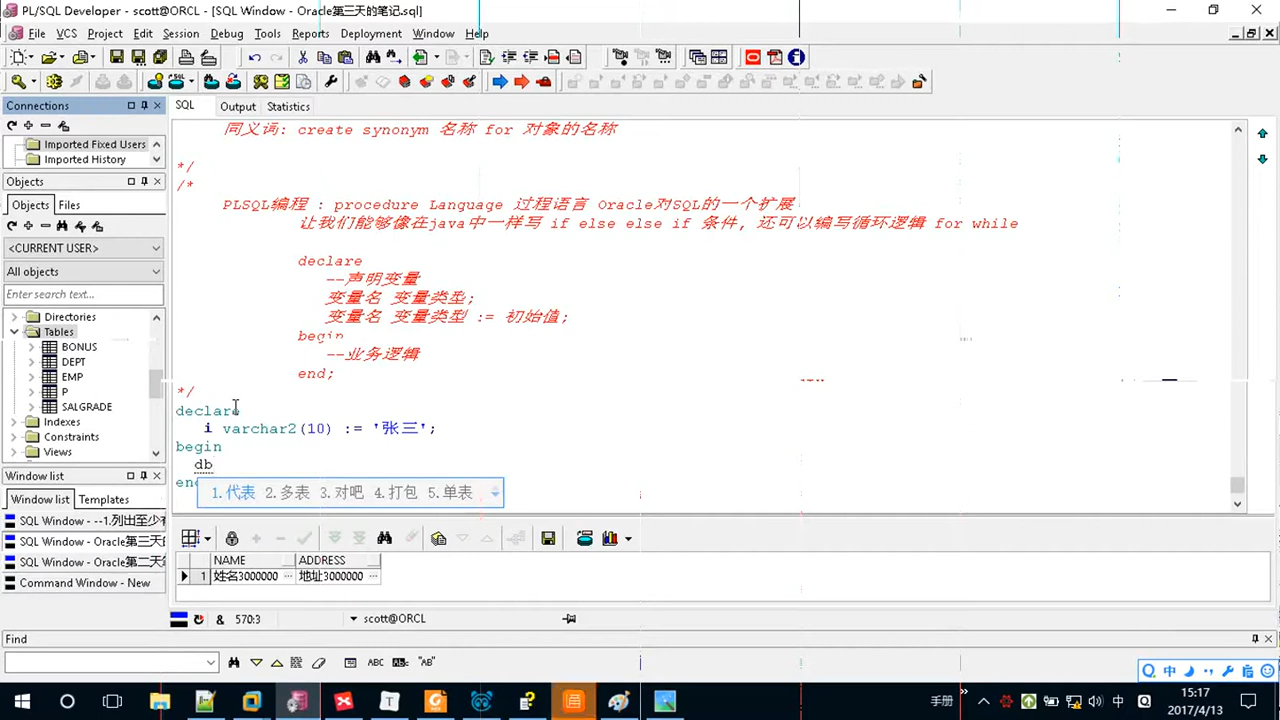 PL/SQL Developer - scott@ORCL - [SQL Window - Oracle第三天的笔记.sql]
File VCS Project Edit Session Debug Tools Reports Deployment Window Help
Connections
Imported Fixed Users
Imported History
Objects
Objects Files
<CURRENT USER>
All objects
Enter search text...
Directories
Tables
BONUS
DEPT
EMP
P
SALGRADE
Indexes
Constraints
Views
Window list
Window list Templates
SQL Window - --1.列出至少
SQL Window - Oracle第三天
SQL Window - Oracle第二天
Command Window - New
SQL Output Statistics
同义词: create synonym 名称 for 对象的名称
*/
/*
PLSQL编程 : procedure Language 过程语言 Oracle对SQL的一个扩展
让我们能够像在java中一样写 if else else if 条件, 还可以编写循环逻辑 for while
declare
--声明变量
变量名 变量类型;
变量名 变量类型 := 初始值;
begin
--业务逻辑
end;
*/
declare
i varchar2(10) := '张三';
begin
db
1.代表 2.多表 3.对吧 4.打包 5.单表
NAME ADDRESS
1 姓名3000000 ··· 地址3000000 ···
& 570:3 scott@ORCL
Find
ABC "AB"
中
手册 中 15:17
2017/4/13